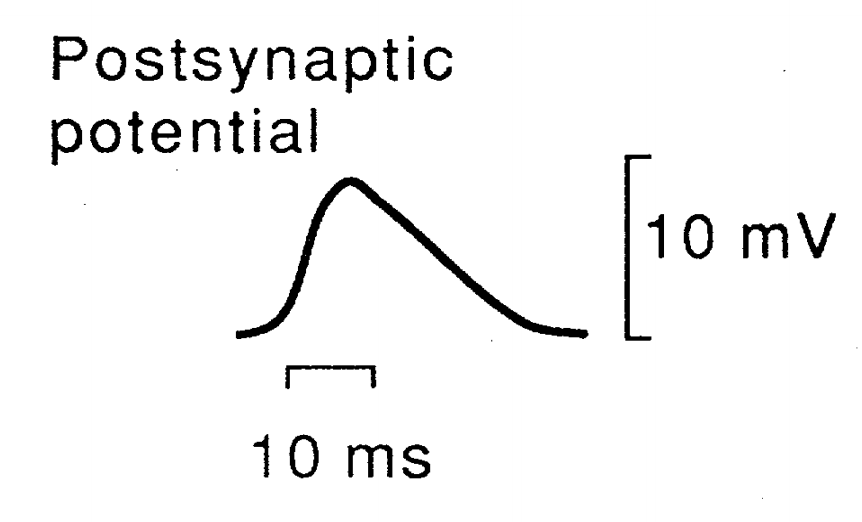 Postsynaptic
potential
10 mV
10 ms